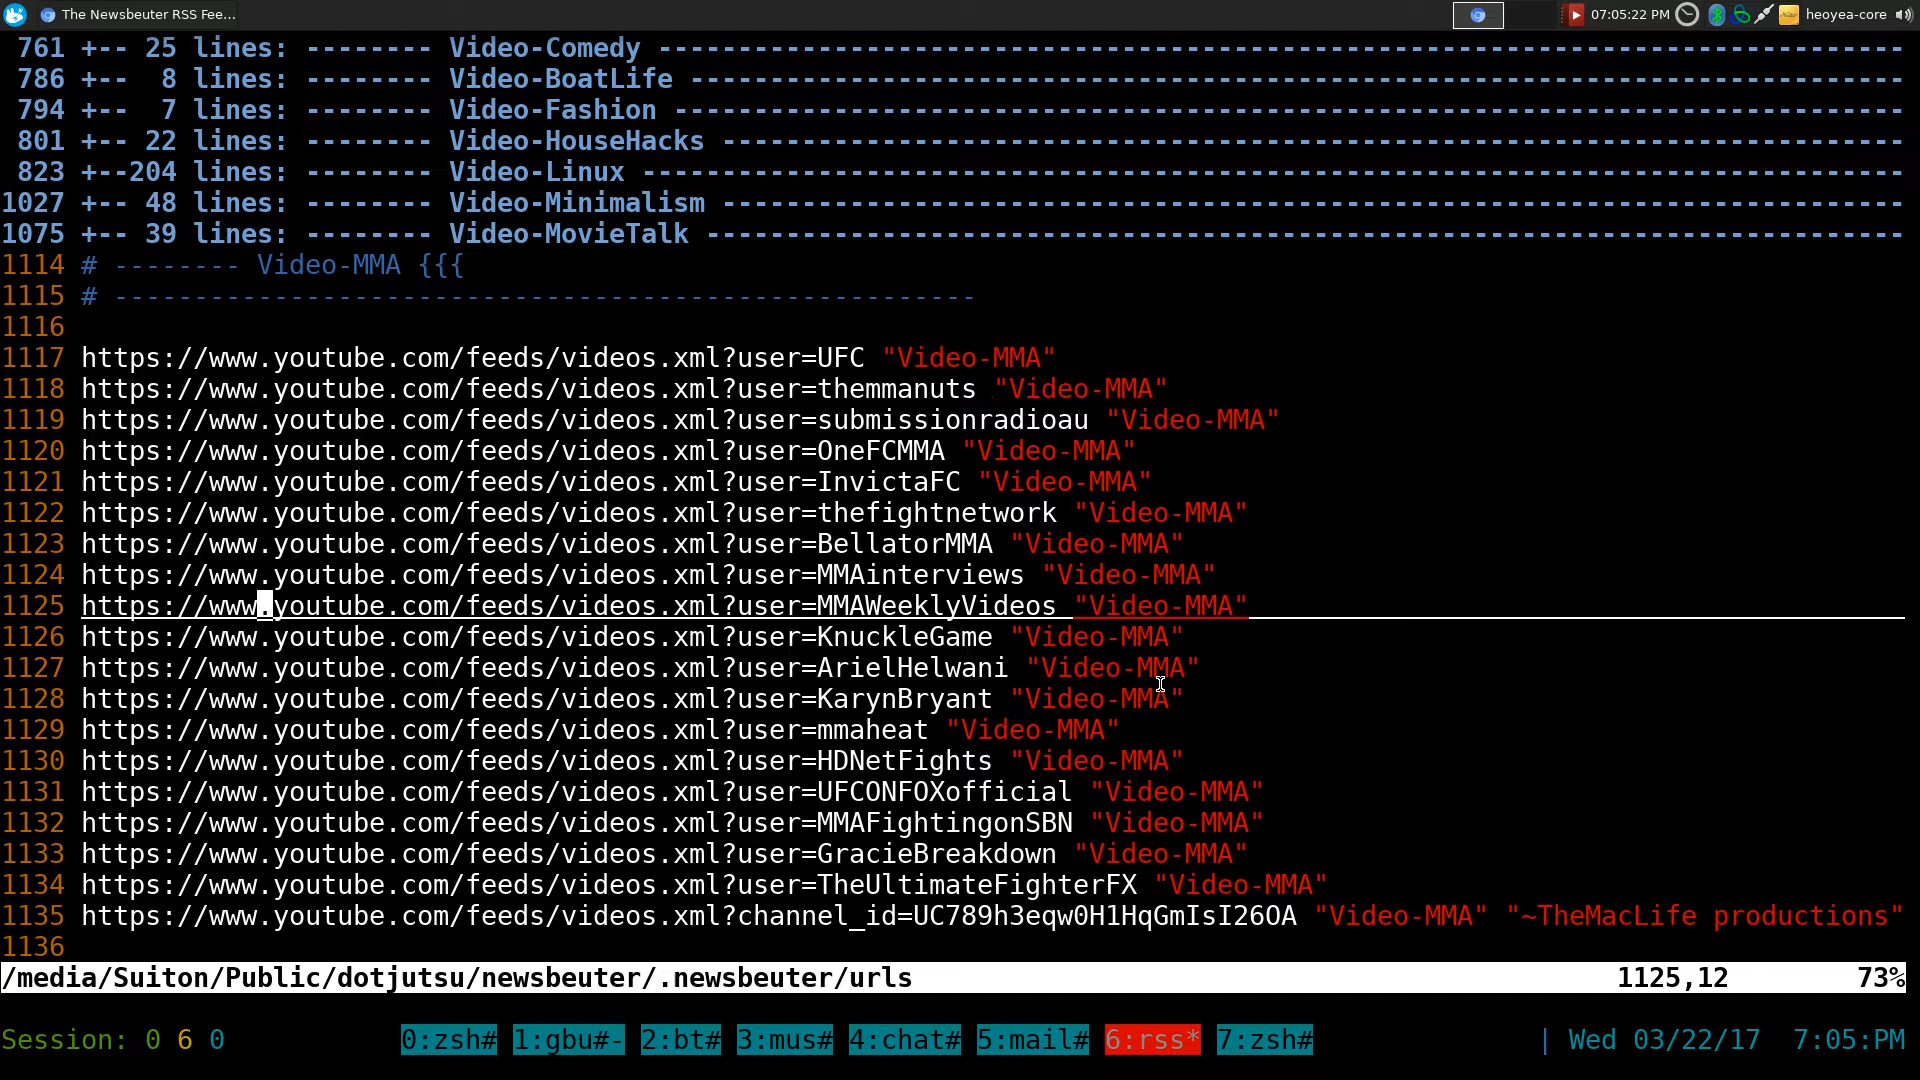 The Newsbeuter RSS Fee... 07:05:22 PM heoyea-core
761 +-- 25 lines: -------- Video-Comedy ------------------------------------------------------------------------------
786 +--  8 lines: -------- Video-BoatLife ----------------------------------------------------------------------------
794 +--  7 lines: -------- Video-Fashion -----------------------------------------------------------------------------
801 +-- 22 lines: -------- Video-HouseHacks --------------------------------------------------------------------------
823 +--204 lines: -------- Video-Linux -------------------------------------------------------------------------------
1027 +-- 48 lines: -------- Video-Minimalism --------------------------------------------------------------------------
1075 +-- 39 lines: -------- Video-MovieTalk ---------------------------------------------------------------------------
1114 # -------- Video-MMA {{{
1115 # ------------------------------------------------------
1116
1117 https://www.youtube.com/feeds/videos.xml?user=UFC "Video-MMA"
1118 https://www.youtube.com/feeds/videos.xml?user=themmanuts "Video-MMA"
1119 https://www.youtube.com/feeds/videos.xml?user=submissionradioau "Video-MMA"
1120 https://www.youtube.com/feeds/videos.xml?user=OneFCMMA "Video-MMA"
1121 https://www.youtube.com/feeds/videos.xml?user=InvictaFC "Video-MMA"
1122 https://www.youtube.com/feeds/videos.xml?user=thefightnetwork "Video-MMA"
1123 https://www.youtube.com/feeds/videos.xml?user=BellatorMMA "Video-MMA"
1124 https://www.youtube.com/feeds/videos.xml?user=MMAinterviews "Video-MMA"
1125 https://www.youtube.com/feeds/videos.xml?user=MMAWeeklyVideos "Video-MMA"
1126 https://www.youtube.com/feeds/videos.xml?user=KnuckleGame "Video-MMA"
1127 https://www.youtube.com/feeds/videos.xml?user=ArielHelwani "Video-MMA"
1128 https://www.youtube.com/feeds/videos.xml?user=KarynBryant "Video-MMA"
1129 https://www.youtube.com/feeds/videos.xml?user=mmaheat "Video-MMA"
1130 https://www.youtube.com/feeds/videos.xml?user=HDNetFights "Video-MMA"
1131 https://www.youtube.com/feeds/videos.xml?user=UFCONFOXofficial "Video-MMA"
1132 https://www.youtube.com/feeds/videos.xml?user=MMAFightingonSBN "Video-MMA"
1133 https://www.youtube.com/feeds/videos.xml?user=GracieBreakdown "Video-MMA"
1134 https://www.youtube.com/feeds/videos.xml?user=TheUltimateFighterFX "Video-MMA"
1135 https://www.youtube.com/feeds/videos.xml?channel_id=UC789h3eqw0H1HqGmIsI26OA "Video-MMA" "~TheMacLife productions"
1136
/media/Suiton/Public/dotjutsu/newsbeuter/.newsbeuter/urls 1125,12 73%
Session: 0 6 0 0:zsh# 1:gbu#- 2:bt# 3:mus# 4:chat# 5:mail# 6:rss* 7:zsh# | Wed 03/22/17 7:05:PM